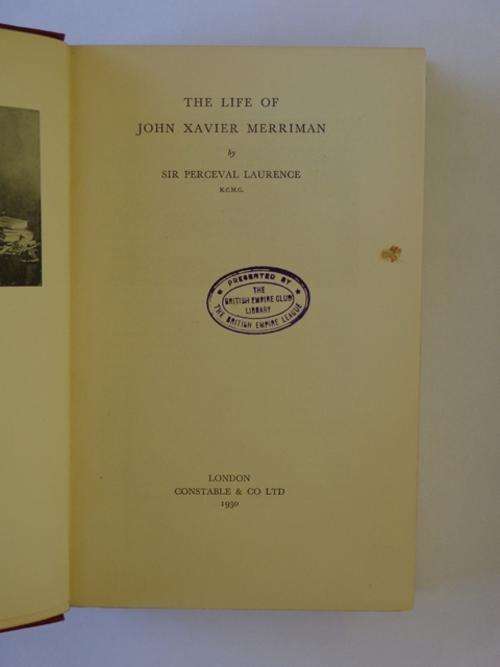 THE LIFE OF
JOHN XAVIER MERRIMAN
by
SIR PERCEVAL LAURENCE
K.C.M.G.
PRESENTED BY
THE
BRITISH EMPIRE CLUB
LIBRARY
THE BRITISH EMPIRE LEAGUE
LONDON
CONSTABLE & CO LTD
1930